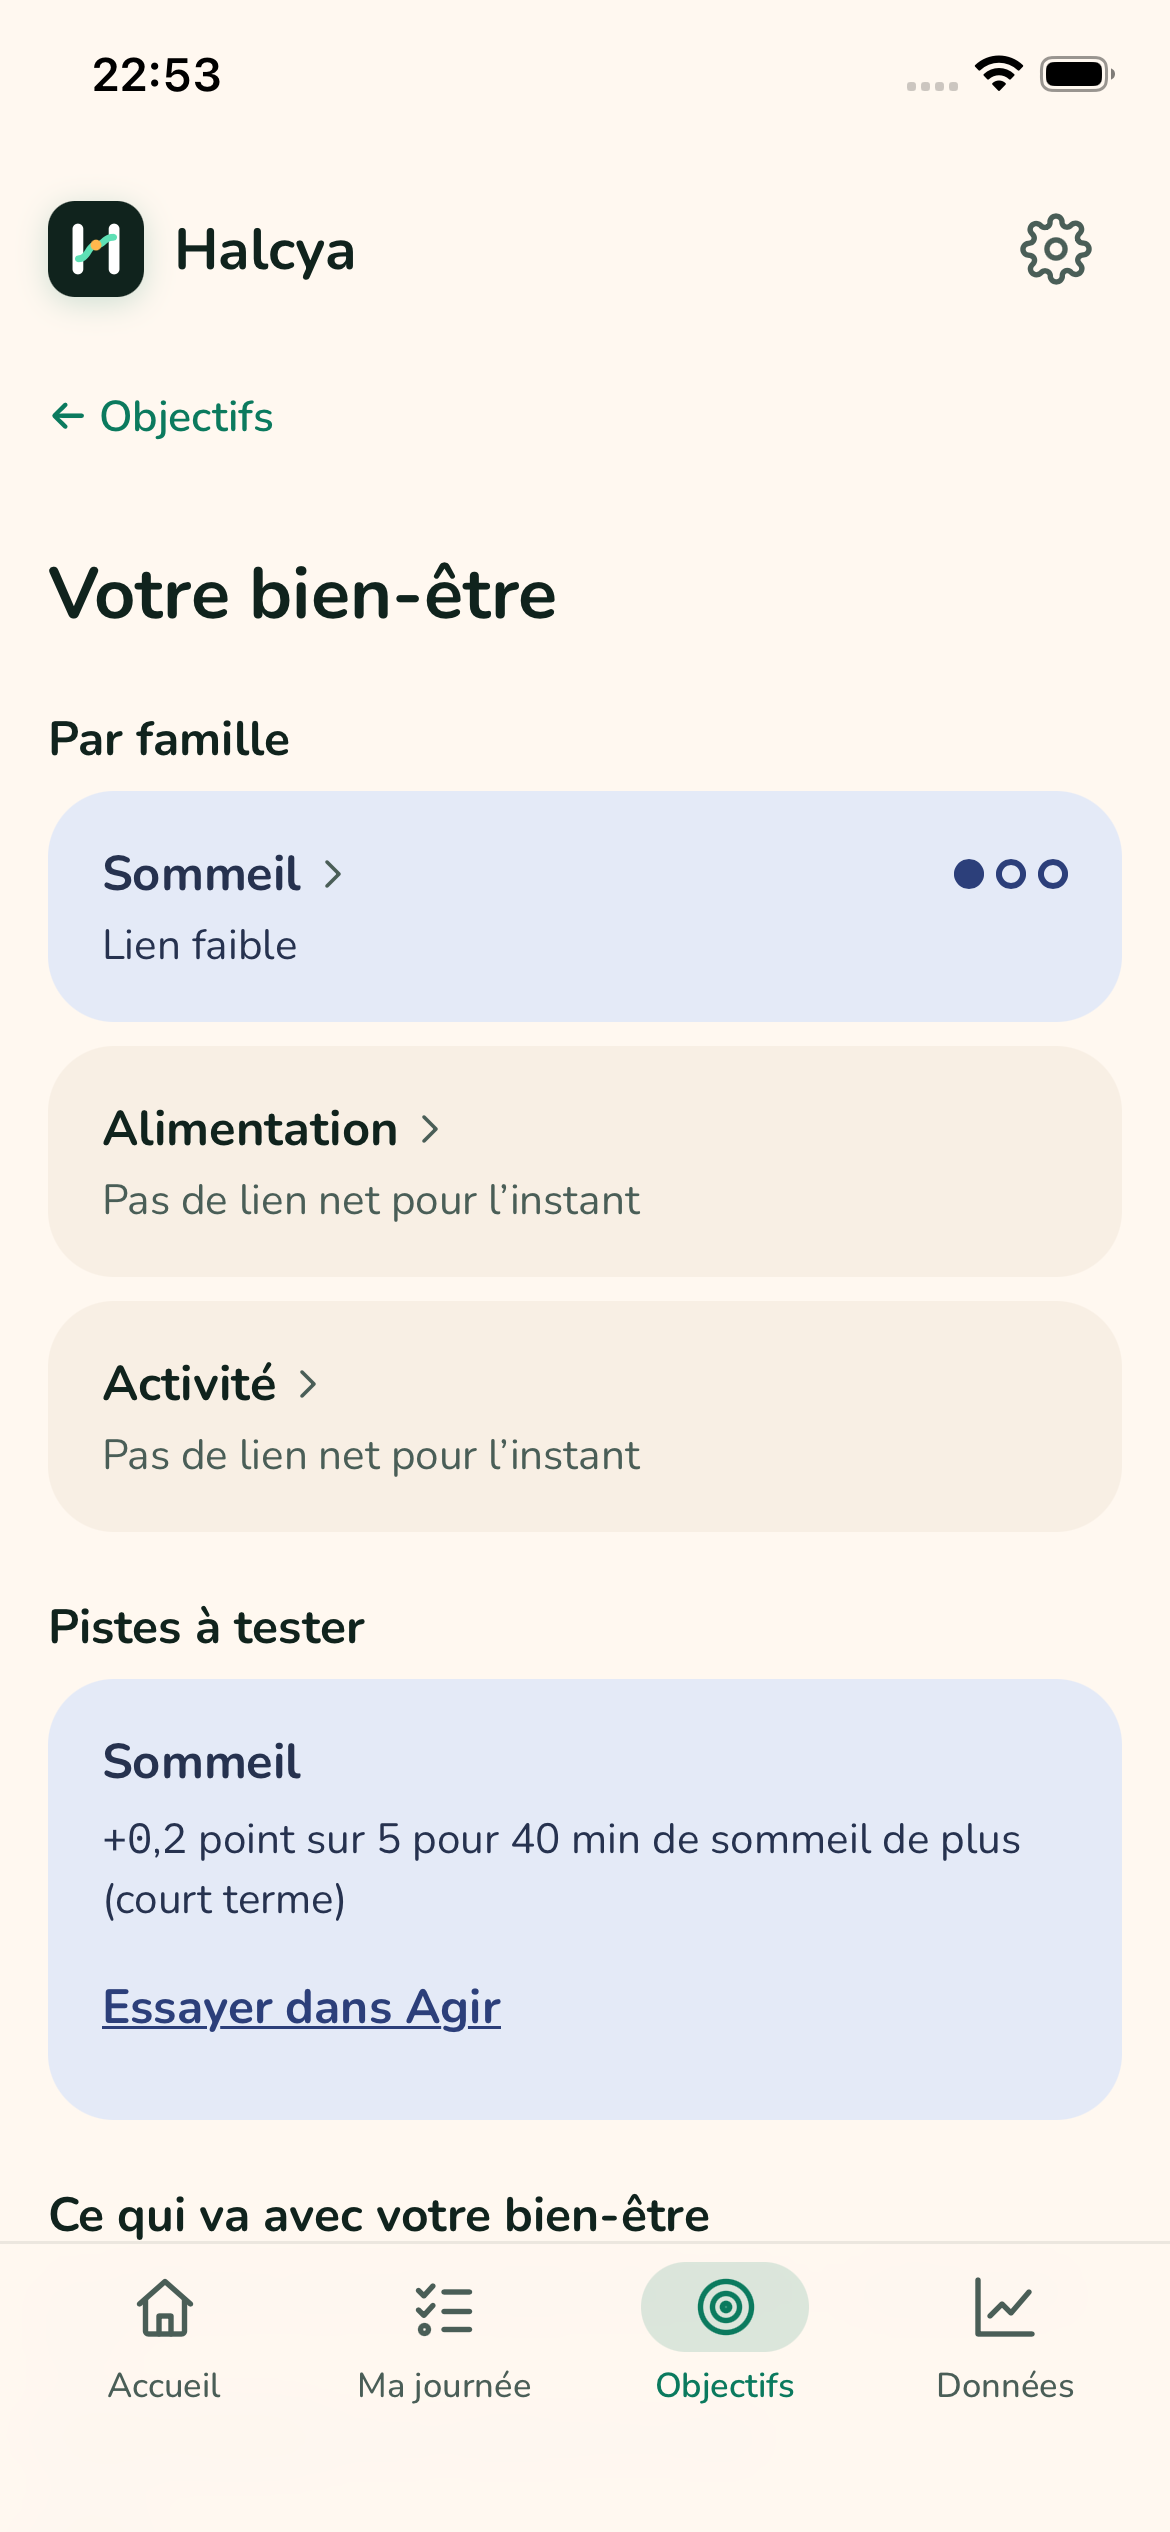 22:53
Halcya
← Objectifs
Votre bien-être
Par famille
Sommeil >
Lien faible
Alimentation >
Pas de lien net pour l’instant
Activité >
Pas de lien net pour l’instant
Pistes à tester
Sommeil
+0,2 point sur 5 pour 40 min de sommeil de plus
(court terme)
Essayer dans Agir
Ce qui va avec votre bien-être
Accueil
Ma journée
Objectifs
Données